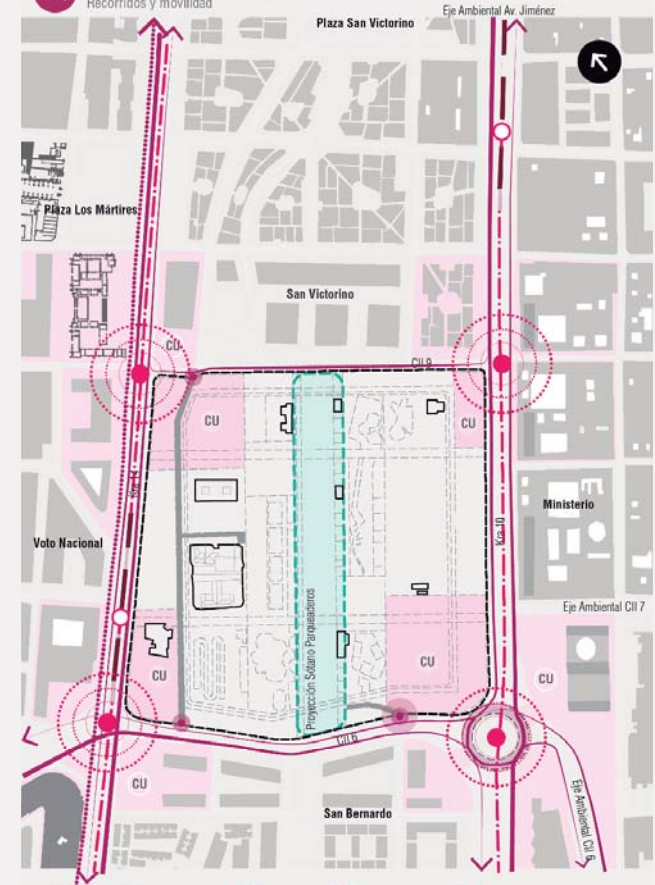 Recorridos y movilidad
Eje Ambiental Av. Jiménez
Plaza San Victorino
Plaza Los Mártires
San Victorino
CU
Cll 9
CU
CU
Kra 14
Kra 10
Ministerio
Voto Nacional
Proyección Sótano Parqueaderos
Eje Ambiental Cll 7
CU
CU
CU
Cll 6
CU
Eje Ambiental Cll 6
San Bernardo